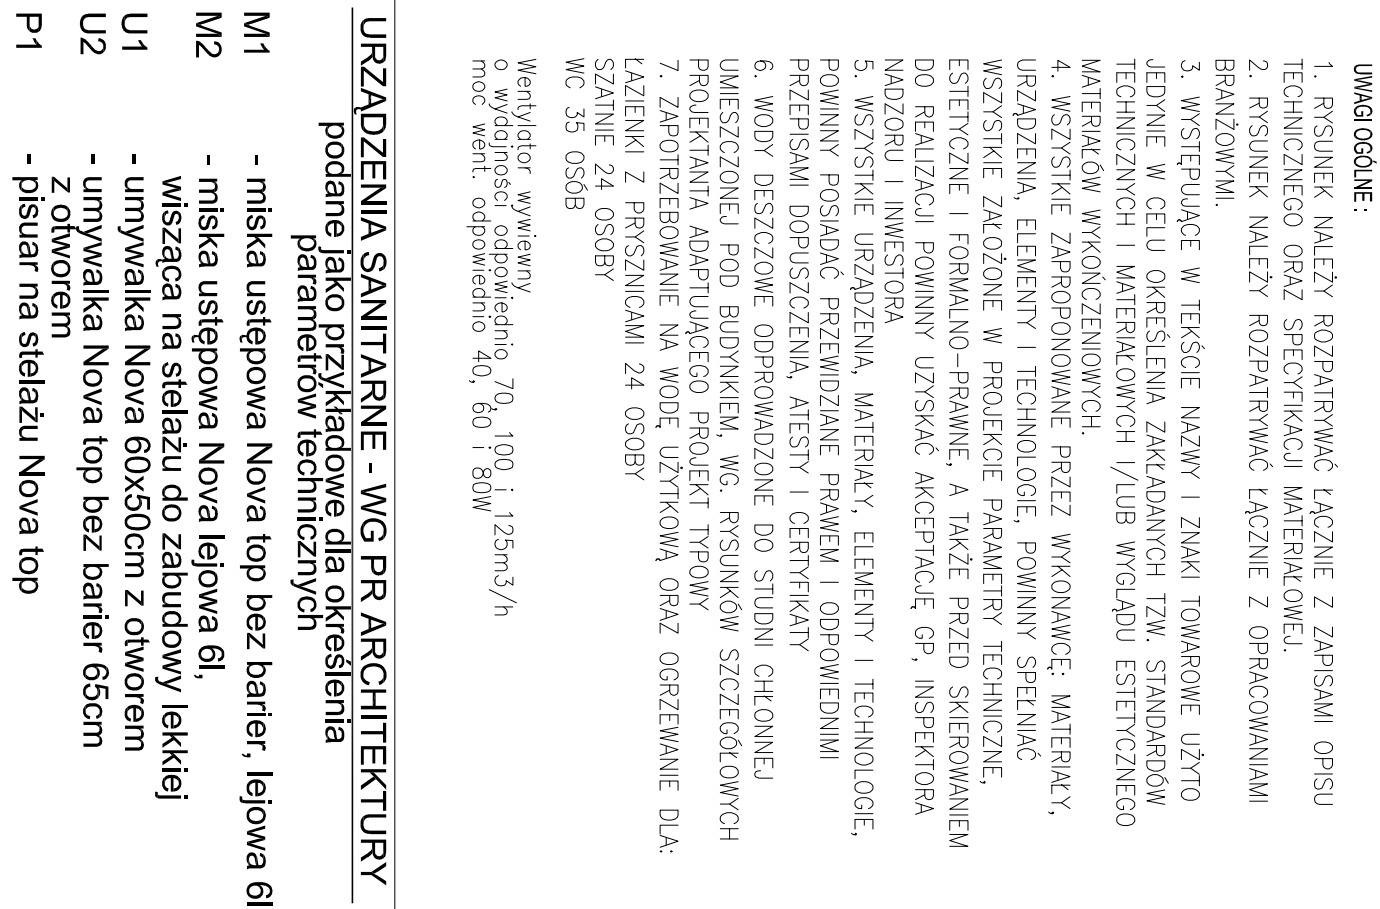 UWAGI OGÓLNE:
1. RYSUNEK NALEŻY ROZPATRYWAĆ ŁĄCZNIE Z ZAPISAMI OPISU
TECHNICZNEGO ORAZ SPECYFIKACJI MATERIAŁOWEJ.
2. RYSUNEK NALEŻY ROZPATRYWAĆ ŁĄCZNIE Z OPRACOWANIAMI
BRANŻOWYMI.
3. WYSTĘPUJĄCE W TEKŚCIE NAZWY I ZNAKI TOWAROWE UŻYTO
JEDYNIE W CELU OKREŚLENIA ZAKŁADANYCH TZW. STANDARDÓW
TECHNICZNYCH I MATERIAŁOWYCH I/LUB WYGLĄDU ESTETYCZNEGO
MATERIAŁÓW WYKOŃCZENIOWYCH.
4. WSZYSTKIE ZAPROPONOWANE PRZEZ WYKONAWCĘ: MATERIAŁY,
URZĄDZENIA, ELEMENTY I TECHNOLOGIE, POWINNY SPEŁNIAĆ
WSZYSTKIE ZAŁOŻONE W PROJEKCIE PARAMETRY TECHNICZNE,
ESTETYCZNE I FORMALNO-PRAWNE, A TAKŻE PRZED SKIEROWANIEM
DO REALIZACJI POWINNY UZYSKAĆ AKCEPTACJĘ GP, INSPEKTORA
NADZORU I INWESTORA
5. WSZYSTKIE URZĄDZENIA, MATERIAŁY, ELEMENTY I TECHNOLOGIE,
POWINNY POSIADAĆ PRZEWIDZIANE PRAWEM I ODPOWIEDNIMI
PRZEPISAMI DOPUSZCZENIA, ATESTY I CERTYFIKATY
6. WODY DESZCZOWE ODPROWADZONE DO STUDNI CHŁONNEJ
UMIESZCZONEJ POD BUDYNKIEM, WG. RYSUNKÓW SZCZEGÓŁOWYCH
PROJEKTANTA ADAPTUJĄCEGO PROJEKT TYPOWY
7. ZAPOTRZEBOWANIE NA WODĘ UŻYTKOWĄ ORAZ OGRZEWANIE DLA:
ŁAZIENKI Z PRYSZNICAMI 24 OSOBY
SZATNIE 24 OSOBY
WC 35 OSÓB
Wentylator wywiewny
o wydajności odpowiednio 70, 100 i 125m3/h
moc went. odpowiednio 40, 60 i 80W
URZĄDZENIA SANITARNE - WG PR ARCHITEKTURY
podane jako przykładowe dla określenia
parametrów technicznych
M1 - miska ustępowa Nova top bez barier, lejowa 6l
M2 - miska ustępowa Nova lejowa 6l,
wisząca na stelażu do zabudowy lekkiej
U1 - umywalka Nova 60x50cm z otworem
U2 - umywalka Nova top bez barier 65cm
z otworem
P1 - pisuar na stelażu Nova top